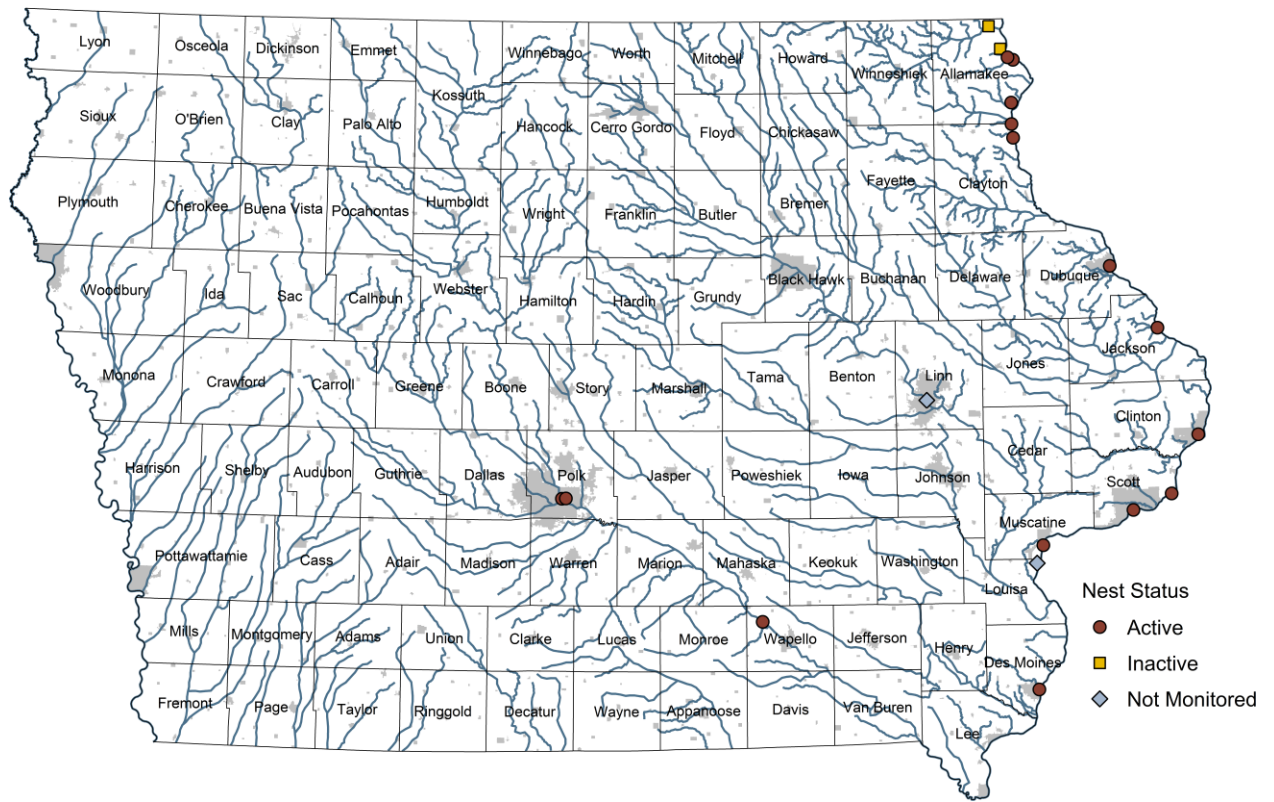 Lyon
Osceola
Dickinson
Emmet
Winnebago
Worth
Mitchell
Howard
Winneshiek
Allamakee
Kossuth
Sioux
O'Brien
Clay
Palo Alto
Hancock
Cerro Gordo
Floyd
Chickasaw
Fayette
Clayton
Plymouth
Cherokee
Buena Vista
Pocahontas
Humboldt
Wright
Franklin
Butler
Bremer
Woodbury
Ida
Sac
Calhoun
Webster
Hamilton
Hardin
Grundy
Black Hawk
Buchanan
Delaware
Dubuque
Monona
Crawford
Carroll
Greene
Boone
Story
Marshall
Tama
Benton
Linn
Jones
Jackson
Clinton
Harrison
Shelby
Audubon
Guthrie
Dallas
Polk
Jasper
Poweshiek
Iowa
Johnson
Cedar
Scott
Muscatine
Pottawattamie
Cass
Adair
Madison
Warren
Marion
Mahaska
Keokuk
Washington
Louisa
Mills
Montgomery
Adams
Union
Clarke
Lucas
Monroe
Wapello
Jefferson
Henry
Des Moines
Fremont
Page
Taylor
Ringgold
Decatur
Wayne
Appanoose
Davis
Van Buren
Lee
Nest Status
Active
Inactive
Not Monitored